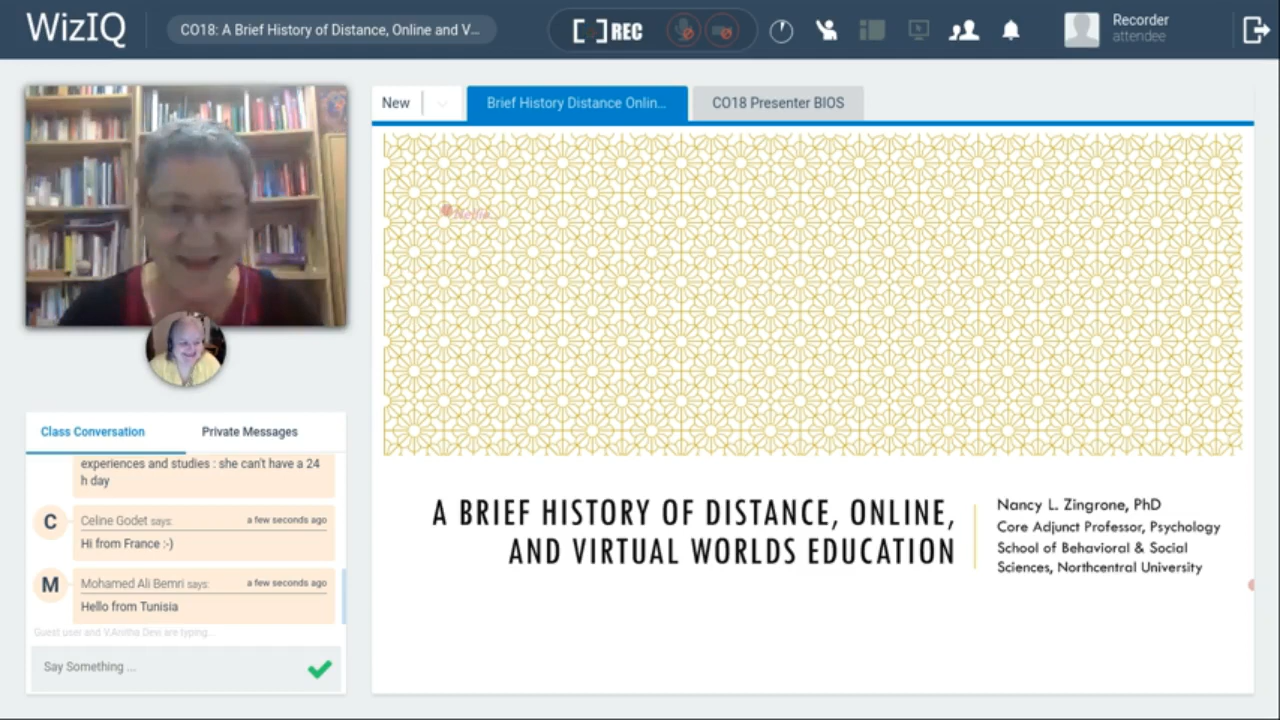 WizIQ
CO18: A Brief History of Distance, Online and V...
REC
Recorder
attendee
New
Brief History Distance Onlin...
CO18 Presenter BIOS
Nellie
A BRIEF HISTORY OF DISTANCE, ONLINE,
AND VIRTUAL WORLDS EDUCATION
Nancy L. Zingrone, PhD
Core Adjunct Professor, Psychology
School of Behavioral & Social
Sciences, Northcentral University
Class Conversation
Private Messages
experiences and studies : she can't have a 24
h day
C
Celine Godet says:
a few seconds ago
Hi from France :-)
M
Mohamed Ali Bemri says:
a few seconds ago
Hello from Tunisia
Guest user and V.Anitha Devi are typing...
Say Something ...